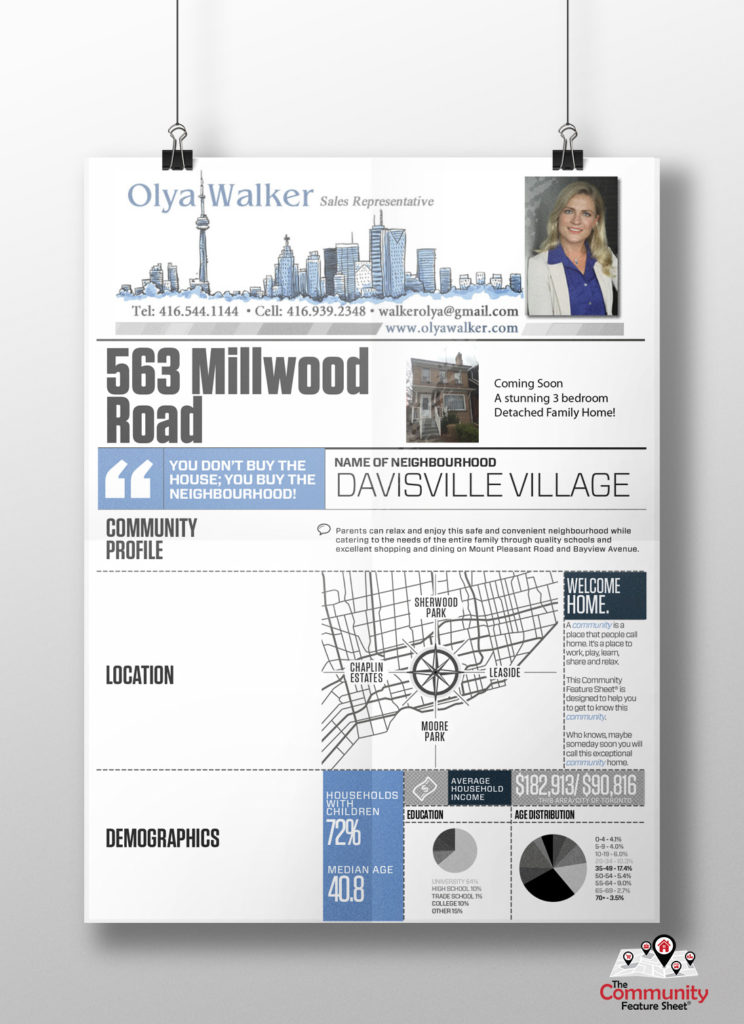 Olya Walker Sales Representative
Tel: 416.544.1144 • Cell: 416.939.2348 • walkerolya@gmail.com
www.olyawalker.com
563 Millwood
Road
Coming Soon
A stunning 3 bedroom
Detached Family Home!
YOU DON'T BUY THE
HOUSE; YOU BUY THE
NEIGHBOURHOOD!
NAME OF NEIGHBOURHOOD
DAVISVILLE VILLAGE
COMMUNITY
PROFILE
Parents can relax and enjoy this safe and convenient neighbourhood while
catering to the needs of the entire family through quality schools and
excellent shopping and dining on Mount Pleasant Road and Bayview Avenue.
LOCATION
SHERWOOD
PARK
CHAPLIN
ESTATES
LEASIDE
MOORE
PARK
WELCOME
HOME.
A community is a
place that people call
home. It's a place to
work, play, learn,
share and relax.
This Community
Feature Sheet® is
designed to help you
to get to know this
community.
Who knows, maybe
someday soon you will
call this exceptional
community home.
DEMOGRAPHICS
HOUSEHOLDS
WITH
CHILDREN
72%
MEDIAN AGE
40.8
AVERAGE
HOUSEHOLD
INCOME
$182,913/ $90,816
THIS AREA/CITY OF TORONTO
EDUCATION
UNIVERSITY 64%
HIGH SCHOOL 10%
TRADE SCHOOL 1%
COLLEGE 10%
OTHER 15%
AGE DISTRIBUTION
0-4 - 4.1%
5-9 - 4.0%
10-19 - 6.0%
20-34 - 10.3%
35-49 - 17.4%
50-54 - 5.4%
55-64 - 9.0%
65-69 - 2.7%
70+ - 3.5%
The
Community
Feature Sheet®